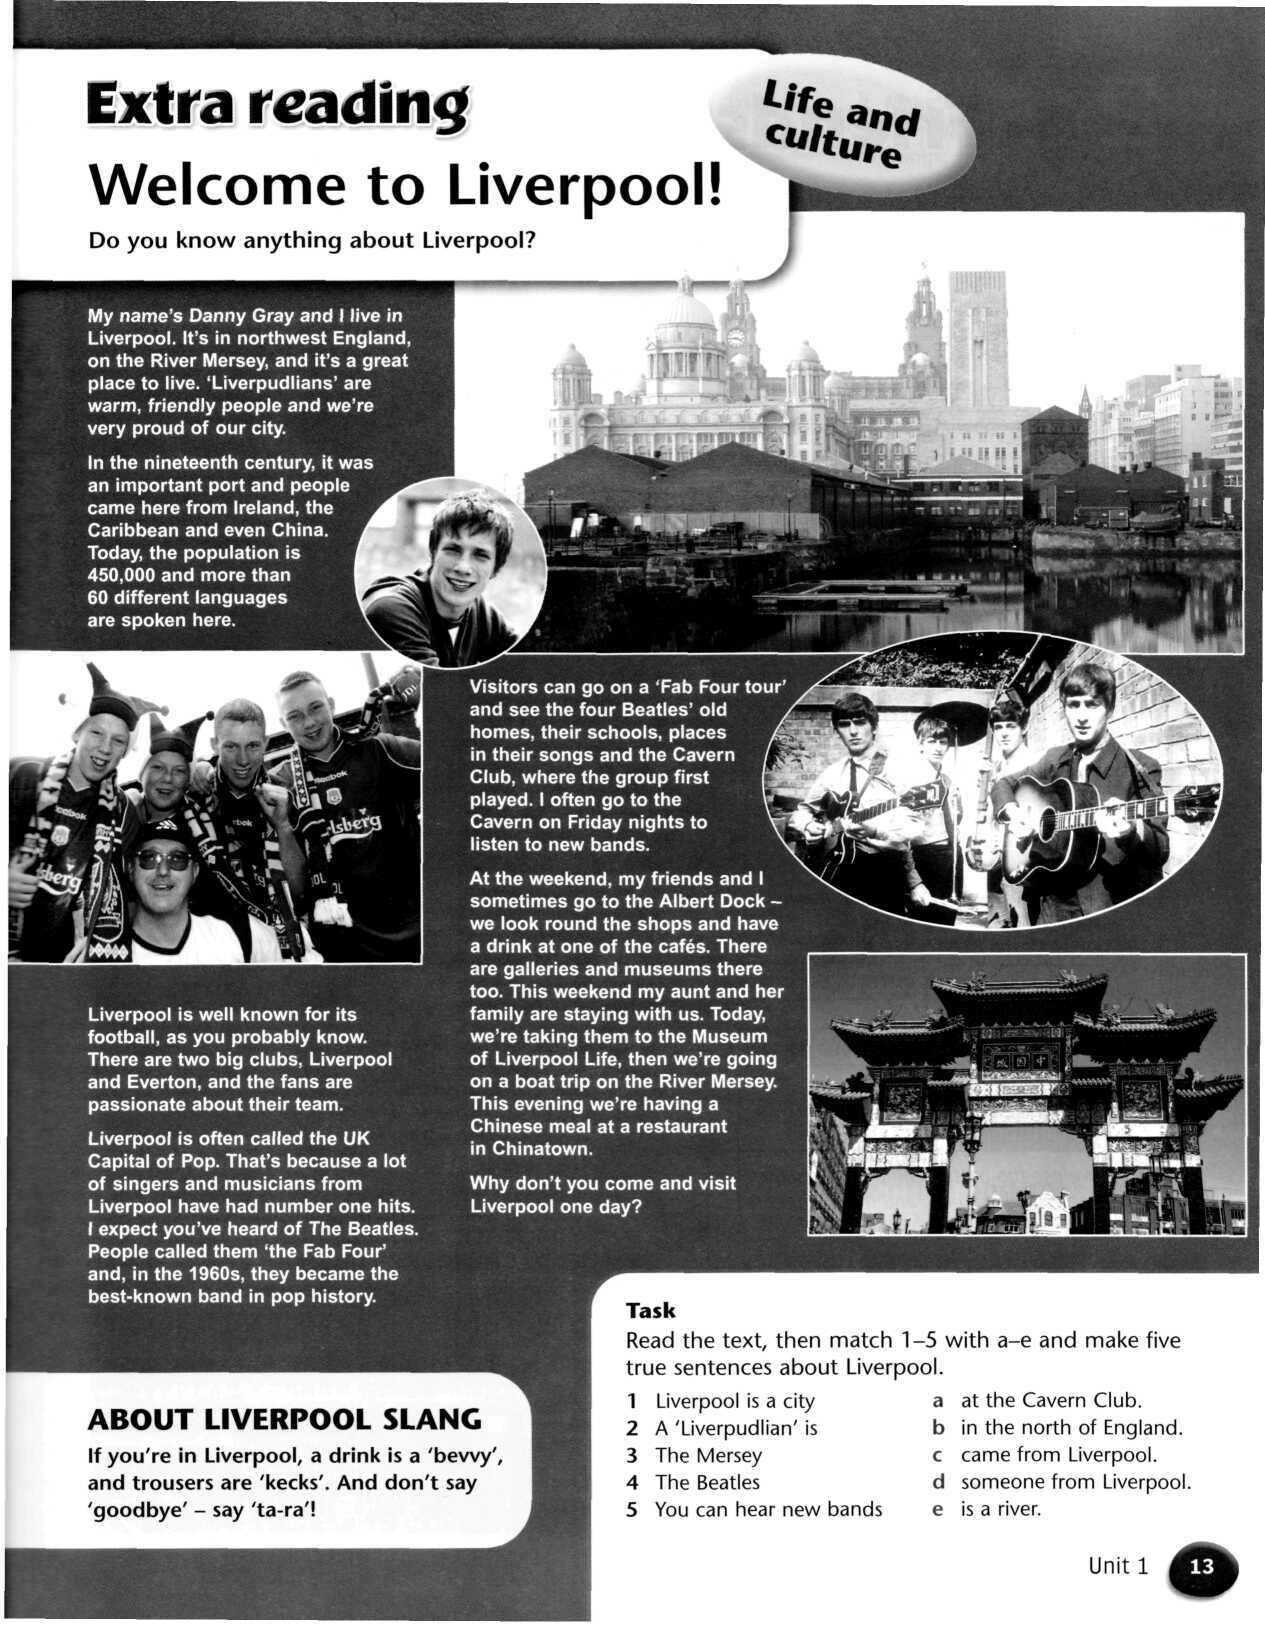 Extra reading
Life and
culture
Welcome to Liverpool!
Do you know anything about Liverpool?
My name's Danny Gray and I live in
Liverpool. It's in northwest England,
on the River Mersey, and it's a great
place to live. 'Liverpudlians' are
warm, friendly people and we're
very proud of our city.
In the nineteenth century, it was
an important port and people
came here from Ireland, the
Caribbean and even China.
Today, the population is
450,000 and more than
60 different languages
are spoken here.
Reebok
Liverpool is well known for its
football, as you probably know.
There are two big clubs, Liverpool
and Everton, and the fans are
passionate about their team.
Liverpool is often called the UK
Capital of Pop. That's because a lot
of singers and musicians from
Liverpool have had number one hits.
I expect you've heard of The Beatles.
People called them 'the Fab Four'
and, in the 1960s, they became the
best-known band in pop history.
Visitors can go on a 'Fab Four tour'
and see the four Beatles' old
homes, their schools, places
in their songs and the Cavern
Club, where the group first
played. I often go to the
Cavern on Friday nights to
listen to new bands.
At the weekend, my friends and I
sometimes go to the Albert Dock –
we look round the shops and have
a drink at one of the cafés. There
are galleries and museums there
too. This weekend my aunt and her
family are staying with us. Today,
we're taking them to the Museum
of Liverpool Life, then we're going
on a boat trip on the River Mersey.
This evening we're having a
Chinese meal at a restaurant
in Chinatown.
Why don't you come and visit
Liverpool one day?
ABOUT LIVERPOOL SLANG
If you're in Liverpool, a drink is a 'bevvy',
and trousers are 'kecks'. And don't say
'goodbye' – say 'ta-ra'!
Task
Read the text, then match 1–5 with a–e and make five
true sentences about Liverpool.
1 Liverpool is a city a at the Cavern Club.
2 A 'Liverpudlian' is b in the north of England.
3 The Mersey c came from Liverpool.
4 The Beatles d someone from Liverpool.
5 You can hear new bands e is a river.
Unit 1 13